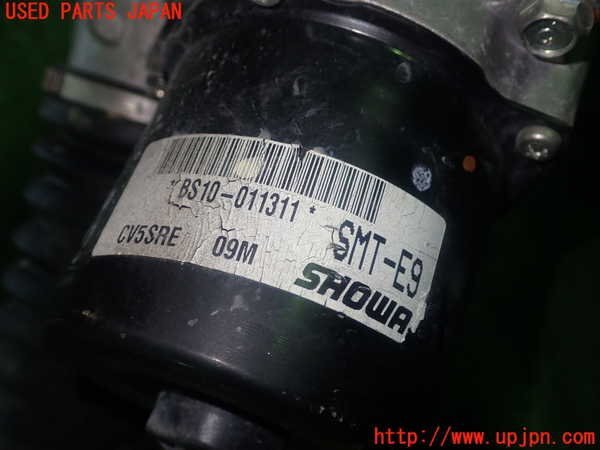 USED PARTS JAPAN
*BS10-011311*
SMT-E9
CV5SRE 09M
SHOWA
http://www.upjpn.com/